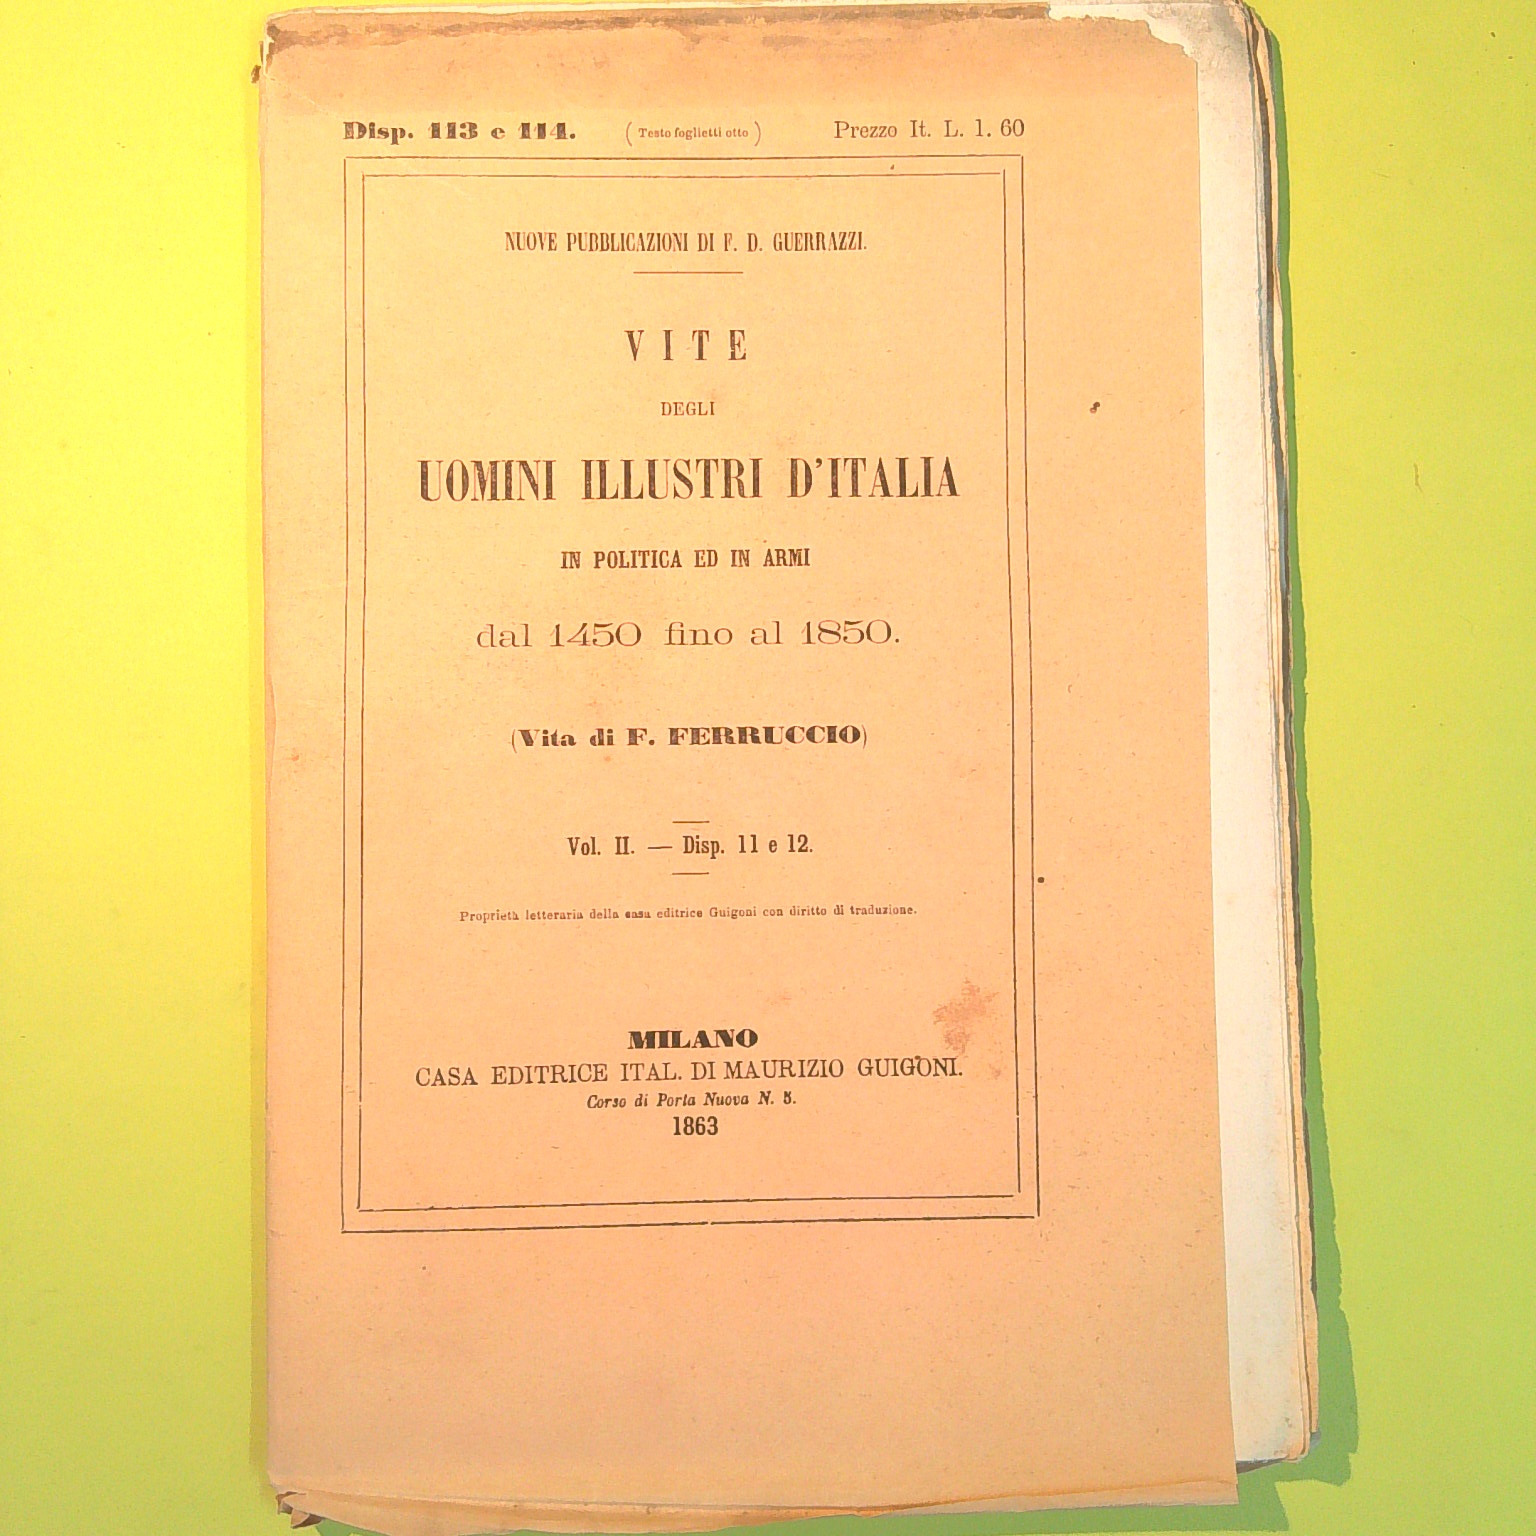 Disp. 113 e 114. (Testo foglietti otto) Prezzo It. L. 1. 60
NUOVE PUBBLICAZIONI DI F. D. GUERRAZZI.
VITE
DEGLI
UOMINI ILLUSTRI D'ITALIA
IN POLITICA ED IN ARMI
dal 1450 fino al 1850.
(Vita di F. FERRUCCIO)
Vol. II. — Disp. 11 e 12.
Proprietà letteraria della casa editrice Guigoni con diritto di traduzione.
MILANO
CASA EDITRICE ITAL. DI MAURIZIO GUIGONI.
Corso di Porta Nuova N. 5.
1863